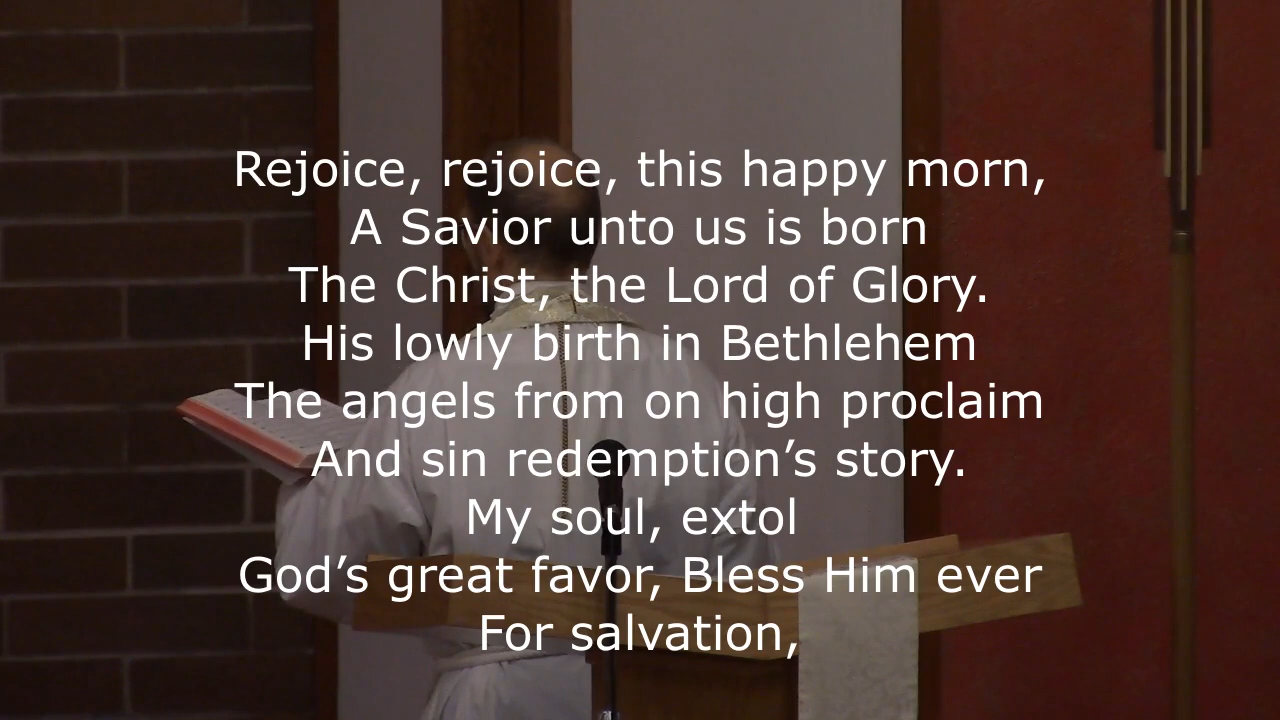 Rejoice, rejoice, this happy morn,
A Savior unto us is born
The Christ, the Lord of Glory.
His lowly birth in Bethlehem
The angels from on high proclaim
And sin redemption’s story.
My soul, extol
God’s great favor, Bless Him ever
For salvation,